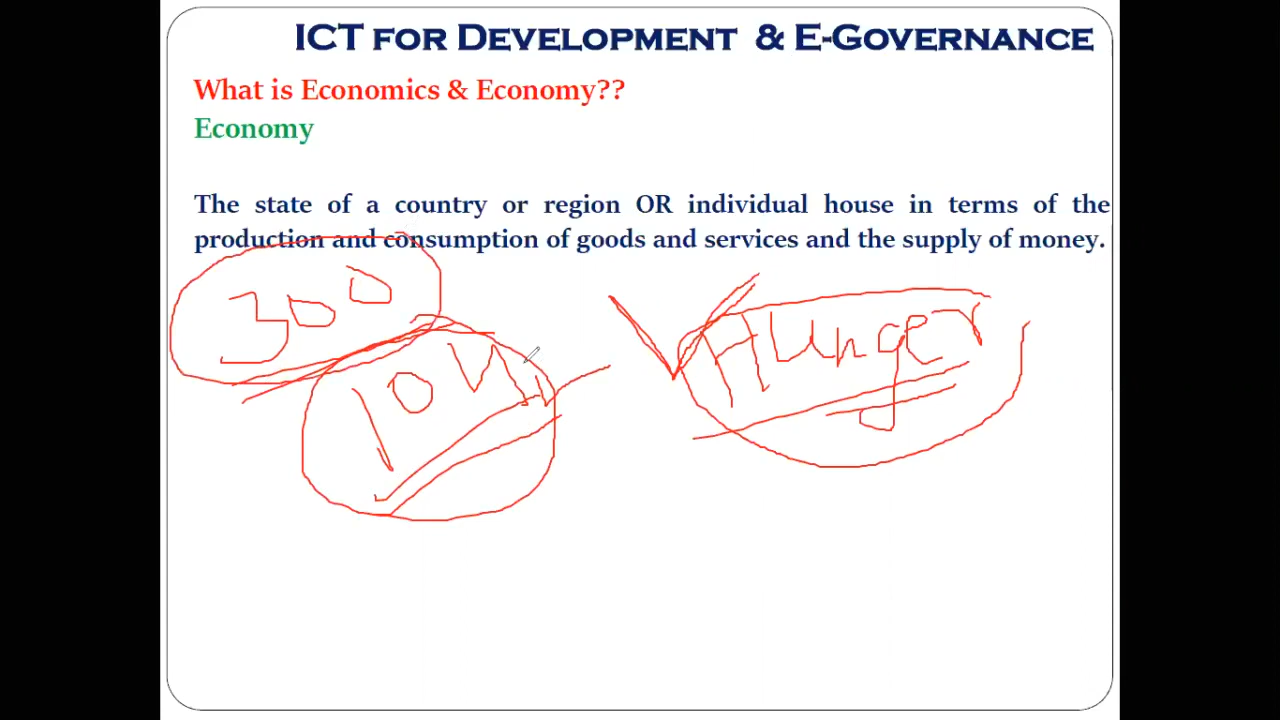 ICT FOR DEVELOPMENT & E-GOVERNANCE
What is Economics & Economy??
Economy
The state of a country or region OR individual house in terms of the
production and consumption of goods and services and the supply of money.
300
Hunger